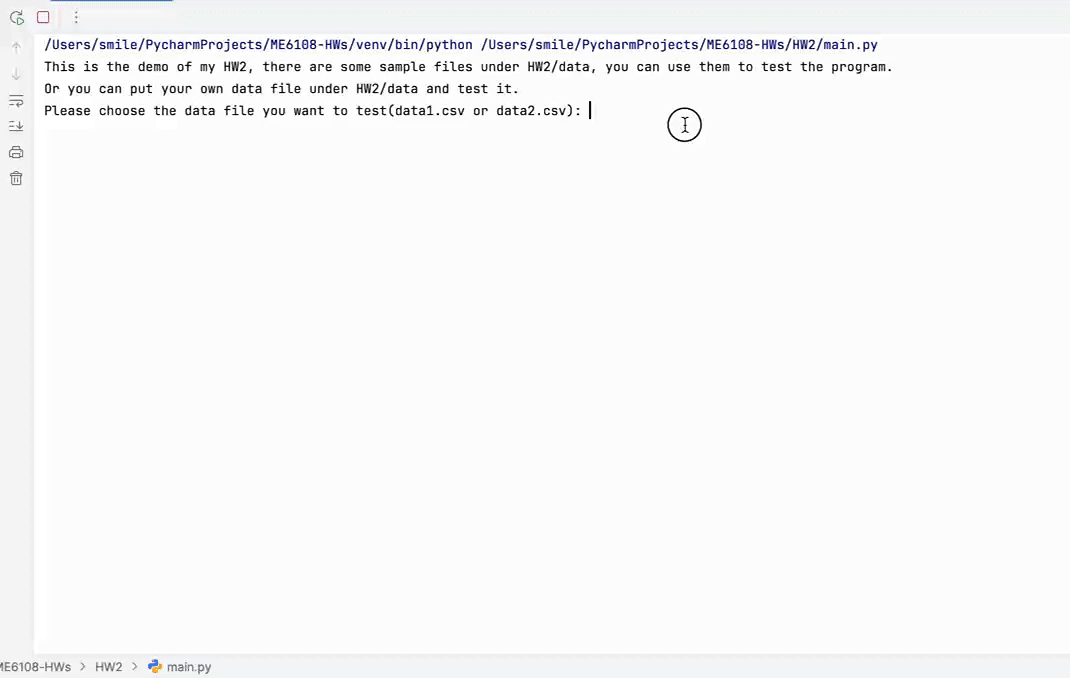 /Users/smile/PycharmProjects/ME6108-HWs/venv/bin/python /Users/smile/PycharmProjects/ME6108-HWs/HW2/main.py
This is the demo of my HW2, there are some sample files under HW2/data, you can use them to test the program.
Or you can put your own data file under HW2/data and test it.
Please choose the data file you want to test(data1.csv or data2.csv):
ME6108-HWs > HW2 > main.py